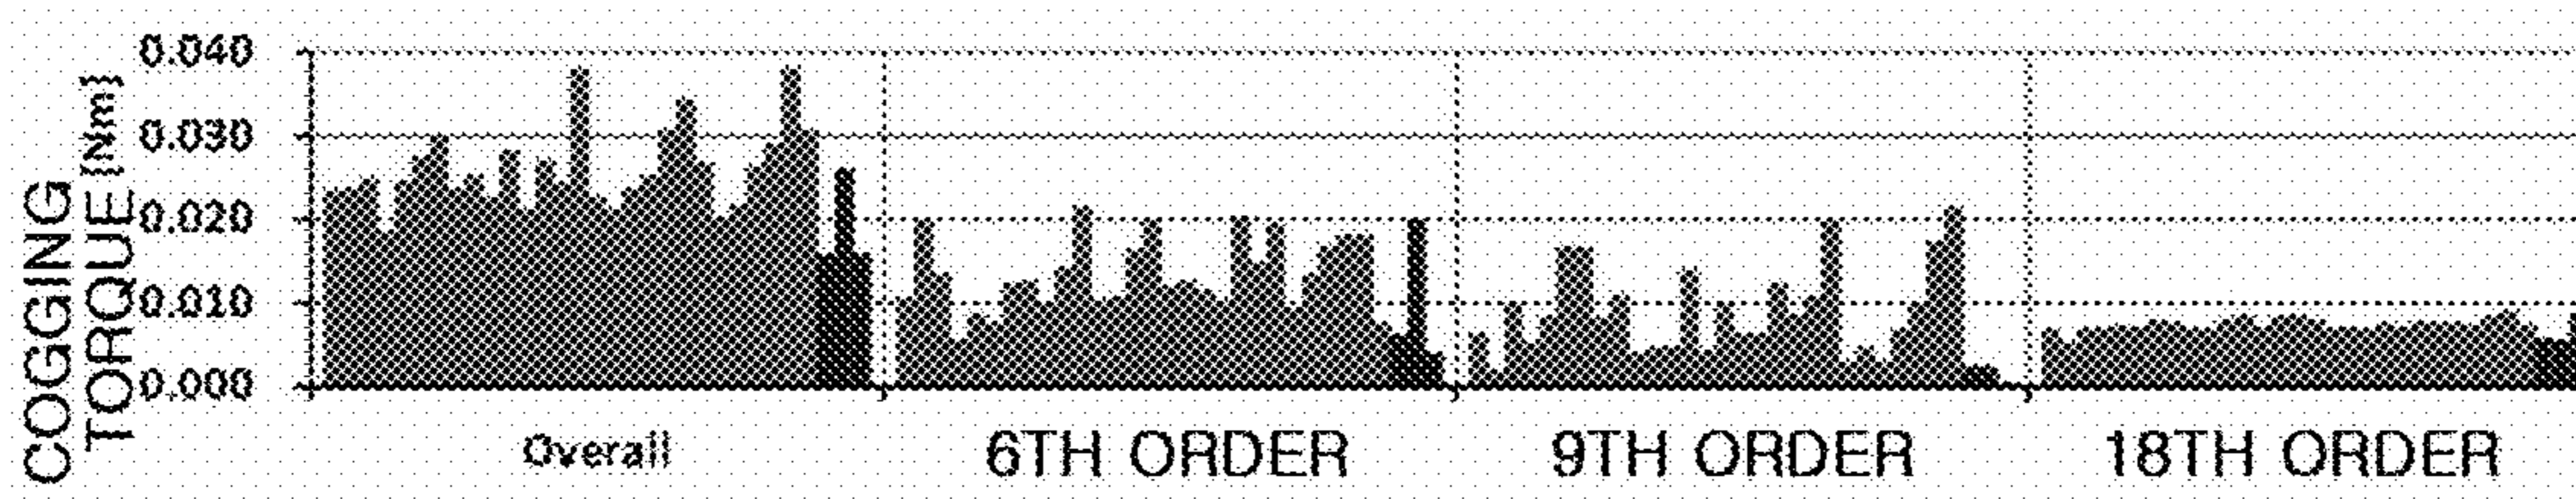 COGGING
TORQUE [Nm]
0.040
0.030
0.020
0.010
0.000
Overall
6TH ORDER
9TH ORDER
18TH ORDER